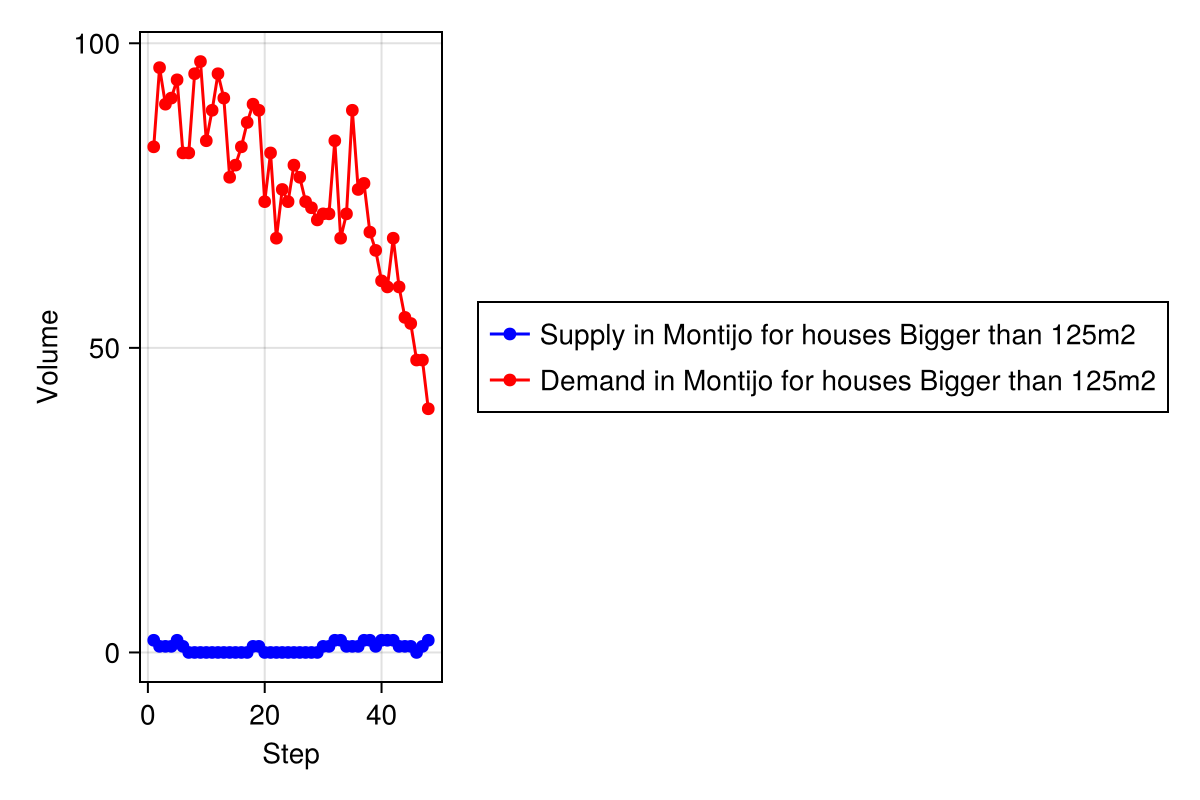 100
50
0
Volume
0 20 40
Step
Supply in Montijo for houses Bigger than 125m2
Demand in Montijo for houses Bigger than 125m2